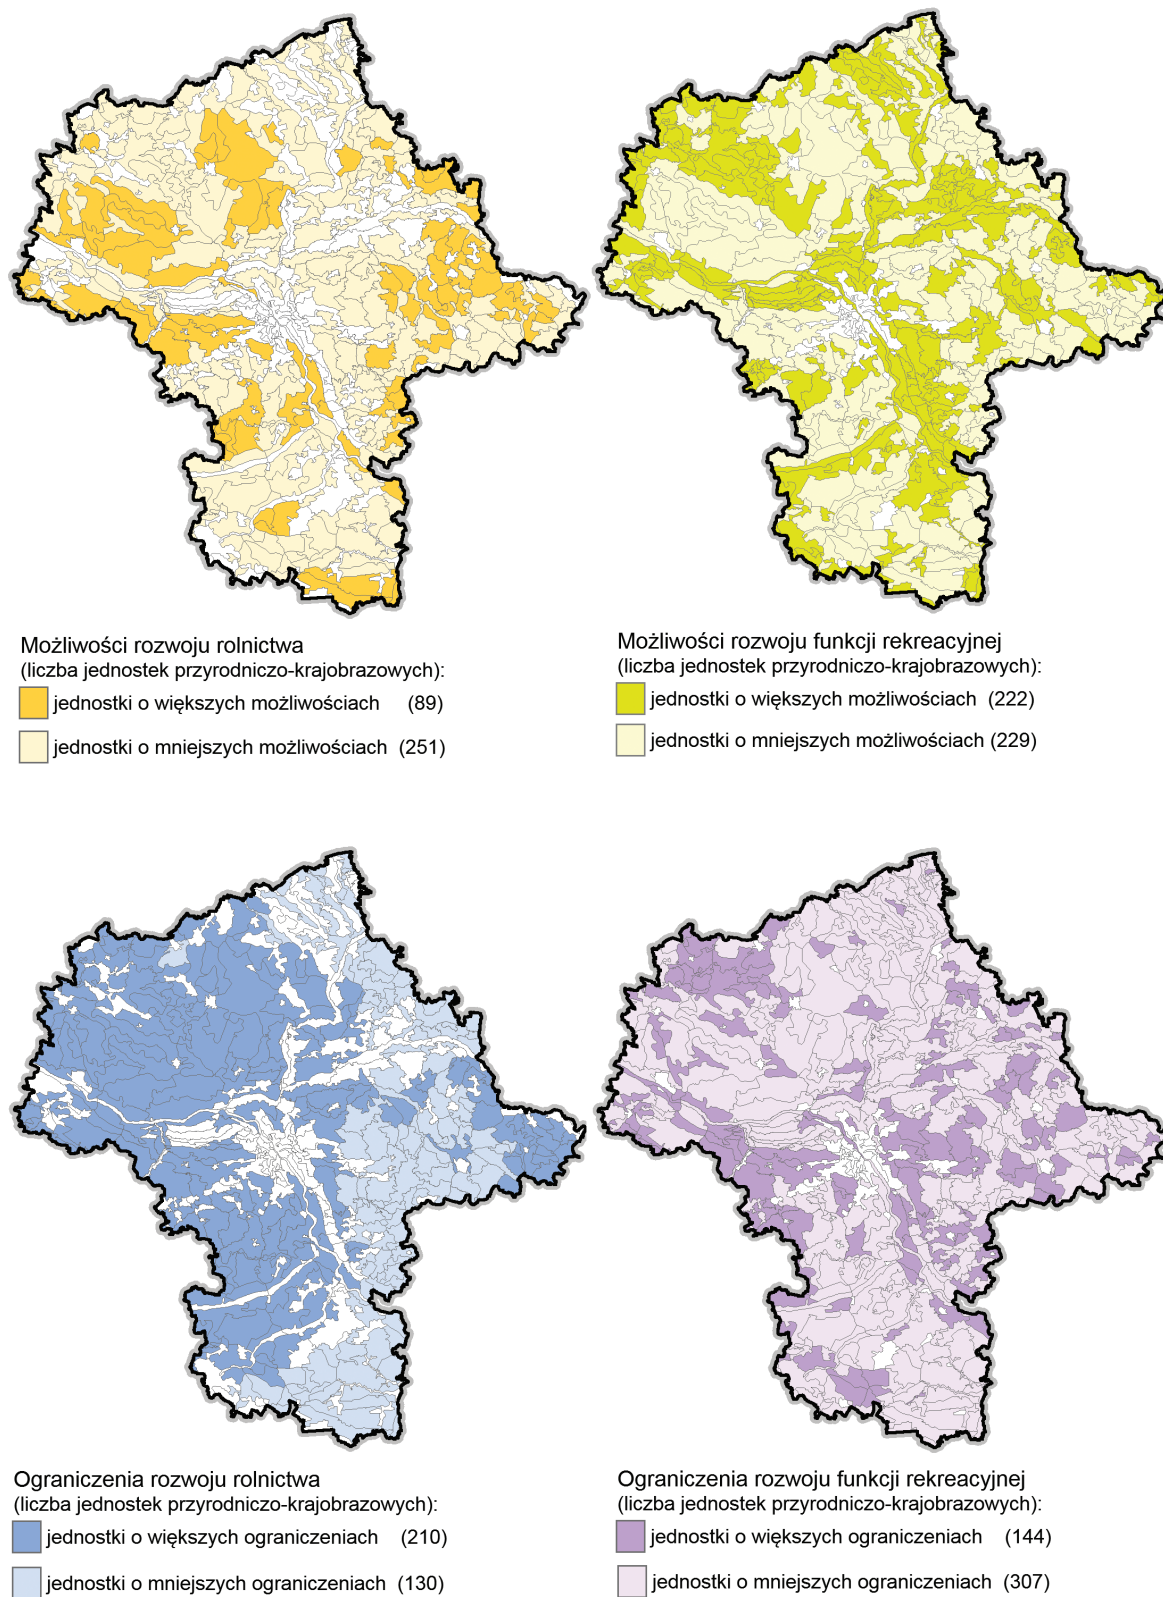 Możliwości rozwoju rolnictwa
(liczba jednostek przyrodniczo-krajobrazowych):
jednostki o większych możliwościach (89)
jednostki o mniejszych możliwościach (251)
Możliwości rozwoju funkcji rekreacyjnej
(liczba jednostek przyrodniczo-krajobrazowych):
jednostki o większych możliwościach (222)
jednostki o mniejszych możliwościach (229)
Ograniczenia rozwoju rolnictwa
(liczba jednostek przyrodniczo-krajobrazowych):
jednostki o większych ograniczeniach (210)
jednostki o mniejszych ograniczeniach (130)
Ograniczenia rozwoju funkcji rekreacyjnej
(liczba jednostek przyrodniczo-krajobrazowych):
jednostki o większych ograniczeniach (144)
jednostki o mniejszych ograniczeniach (307)